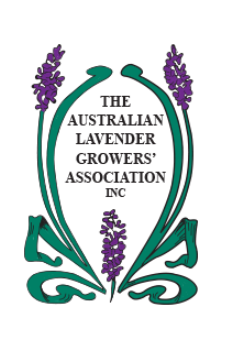 THE
AUSTRALIAN
LAVENDER
GROWERS'
ASSOCIATION
INC